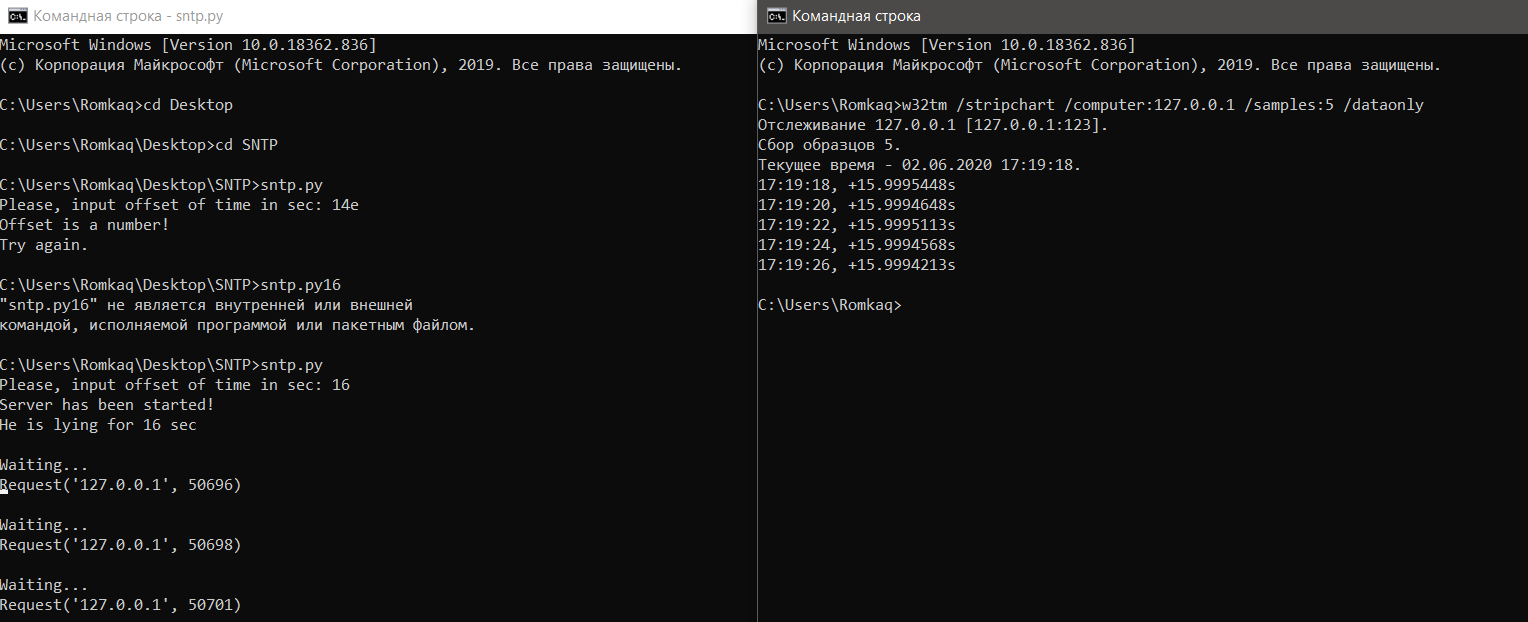 Командная строка - sntp.py
Microsoft Windows [Version 10.0.18362.836]
(c) Корпорация Майкрософт (Microsoft Corporation), 2019. Все права защищены.
C:\Users\Romkaq>cd Desktop
C:\Users\Romkaq\Desktop>cd SNTP
C:\Users\Romkaq\Desktop\SNTP>sntp.py
Please, input offset of time in sec: 14e
Offset is a number!
Try again.
C:\Users\Romkaq\Desktop\SNTP>sntp.py16
"sntp.py16" не является внутренней или внешней
командой, исполняемой программой или пакетным файлом.
C:\Users\Romkaq\Desktop\SNTP>sntp.py
Please, input offset of time in sec: 16
Server has been started!
He is lying for 16 sec
Waiting...
Request('127.0.0.1', 50696)
Waiting...
Request('127.0.0.1', 50698)
Waiting...
Request('127.0.0.1', 50701)
Командная строка
Microsoft Windows [Version 10.0.18362.836]
(c) Корпорация Майкрософт (Microsoft Corporation), 2019. Все права защищены.
C:\Users\Romkaq>w32tm /stripchart /computer:127.0.0.1 /samples:5 /dataonly
Отслеживание 127.0.0.1 [127.0.0.1:123].
Сбор образцов 5.
Текущее время - 02.06.2020 17:19:18.
17:19:18, +15.9995448s
17:19:20, +15.9994648s
17:19:22, +15.9995113s
17:19:24, +15.9994568s
17:19:26, +15.9994213s
C:\Users\Romkaq>